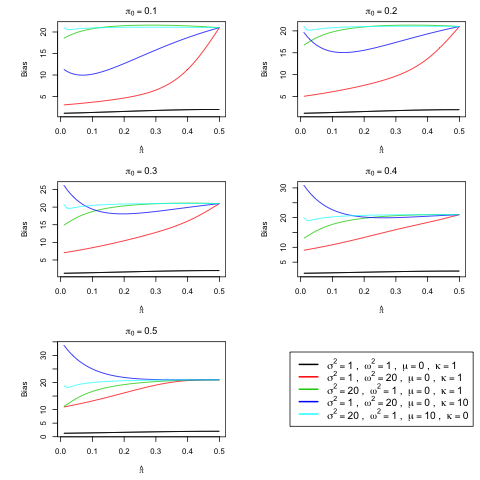 π₀ = 0.1
Bias
5 10 15 20
0.0 0.1 0.2 0.3 0.4 0.5
π̂
π₀ = 0.2
Bias
5 10 15 20
0.0 0.1 0.2 0.3 0.4 0.5
π̂
π₀ = 0.3
Bias
5 10 15 20 25
0.0 0.1 0.2 0.3 0.4 0.5
π̂
π₀ = 0.4
Bias
5 10 20 30
0.0 0.1 0.2 0.3 0.4 0.5
π̂
π₀ = 0.5
Bias
0 5 10 20 30
0.0 0.1 0.2 0.3 0.4 0.5
π̂
σ² = 1 , ω² = 1 , μ = 0 , κ = 1
σ² = 1 , ω² = 20 , μ = 0 , κ = 1
σ² = 20 , ω² = 1 , μ = 0 , κ = 1
σ² = 1 , ω² = 20 , μ = 0 , κ = 10
σ² = 20 , ω² = 1 , μ = 10 , κ = 0